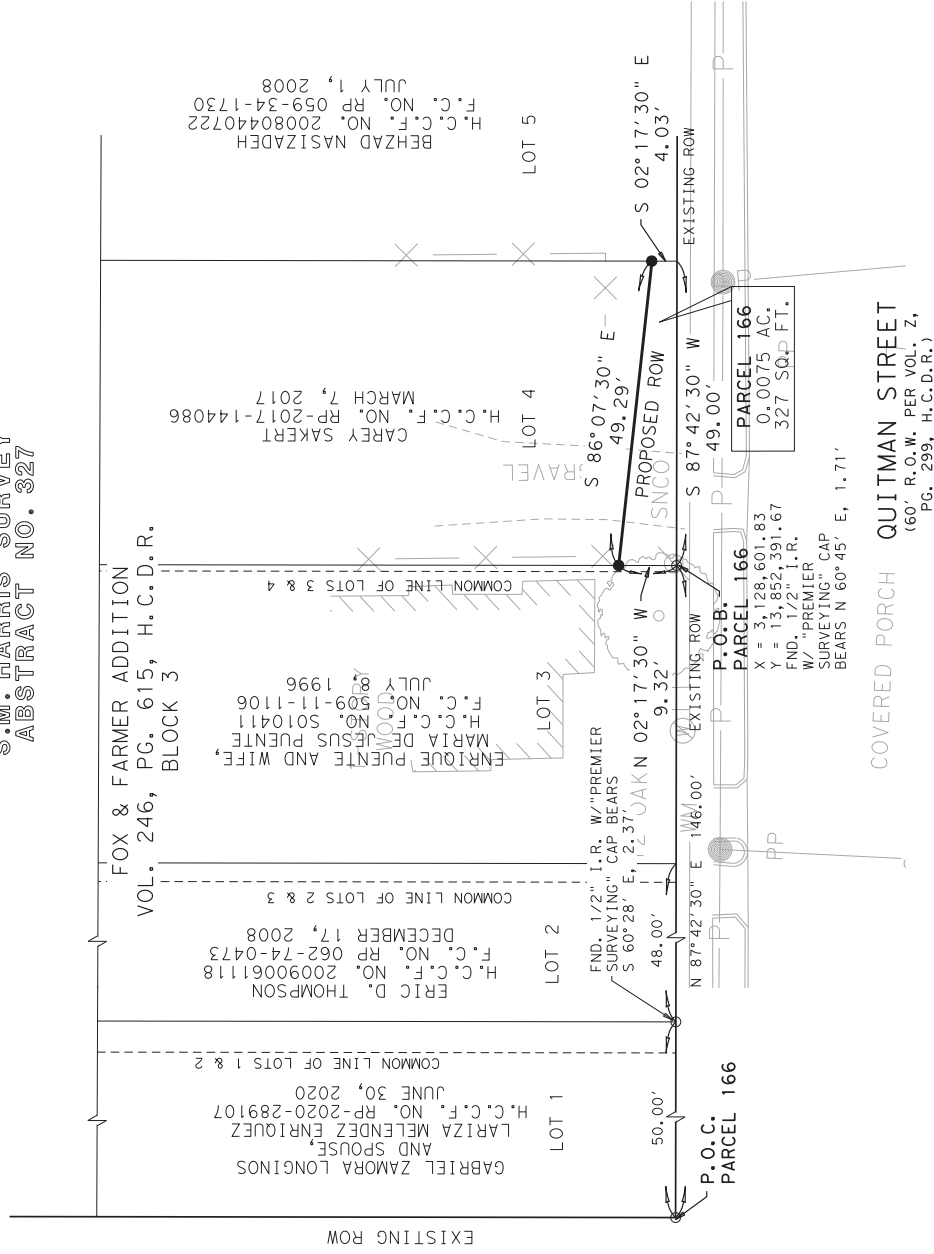 S.M. HARRIS SURVEY
ABSTRACT NO. 327
FOX & FARMER ADDITION
VOL. 246, PG. 615, H.C.D.R.
BLOCK 3
EXISTING ROW
GABRIEL ZAMORA LONGINOS
AND SPOUSE,
LARIZA MELENDEZ ENRIQUEZ
H.C.C.F. NO. RP-2020-289107
JUNE 30, 2020
LOT 1
COMMON LINE OF LOTS 1 & 2
50.00'
P.O.C.
PARCEL 166
ERIC D. THOMPSON
H.C.C.F. NO. 20090061118
F.C. NO. RP 062-74-0473
DECEMBER 17, 2008
LOT 2
COMMON LINE OF LOTS 2 & 3
48.00'
FND. 1/2" I.R. W/"PREMIER
SURVEYING" CAP BEARS
S 60°28' E, 2.37'
N 87°42'30" E 146.00'
ENRIQUE PUENTE AND WIFE,
MARIA DE JESUS PUENTE
H.C.C.F. NO. S010411
F.C. NO. 509-11-1106
JULY 8, 1996
LOT 3
WOOD
OAK
WM
W
COMMON LINE OF LOTS 3 & 4
N 02°17'30" W
9.32'
EXISTING ROW
P.O.B.
PARCEL 166
X = 3,128,601.83
Y = 13,852,391.67
FND. 1/2" I.R.
W/"PREMIER
SURVEYING" CAP
BEARS N 60°45' E, 1.71'
CAREY SAKERT
H.C.C.F. NO. RP-2017-144086
MARCH 7, 2017
LOT 4
GRAVEL
S 86°07'30" E
49.29'
PROPOSED ROW
SNCO
S 87°42'30" W
49.00'
PARCEL 166
0.0075 AC.
327 SQ. FT.
BEHZAD NASIZADEH
H.C.C.F. NO. 20080440722
F.C. NO. RP 059-34-1730
JULY 1, 2008
LOT 5
S 02°17'30" E
4.03'
EXISTING ROW
P
P
P
P
P
PP
PP
COVERED PORCH
QUITMAN STREET
(60' R.O.W. PER VOL. Z,
PG. 299, H.C.D.R.)